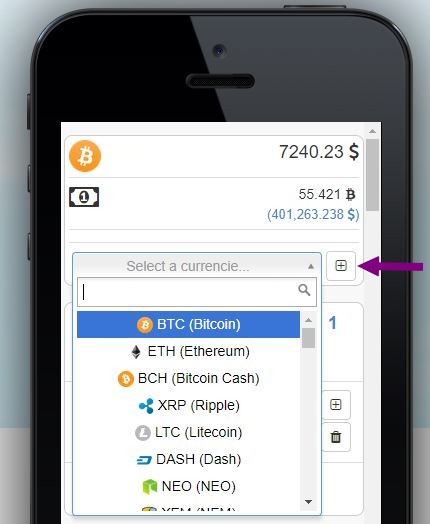 7240.23 $
55.421 ₿
(401,263.238 $)
Select a currencie...
BTC (Bitcoin)
1
ETH (Ethereum)
BCH (Bitcoin Cash)
XRP (Ripple)
LTC (Litecoin)
DASH (Dash)
NEO (NEO)
XEM (NEM)